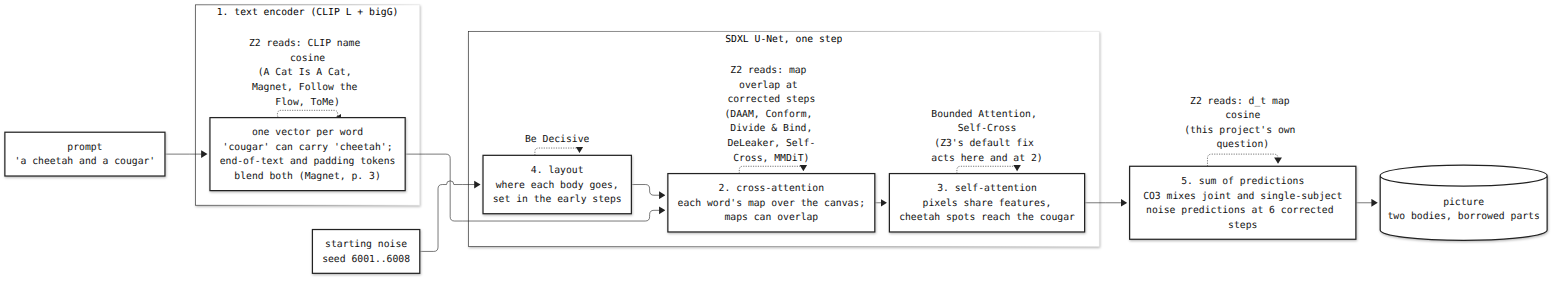 prompt
'a cheetah and a cougar'
1. text encoder (CLIP L + bigG)
Z2 reads: CLIP name
cosine
(A Cat Is A Cat,
Magnet, Follow the
Flow, ToMe)
one vector per word
'cougar' can carry 'cheetah';
end-of-text and padding tokens
blend both (Magnet, p. 3)
starting noise
seed 6001..6008
SDXL U-Net, one step
Be Decisive
4. layout
where each body goes,
set in the early steps
Z2 reads: map
overlap at
corrected steps
(DAAM, Conform,
Divide & Bind,
DeLeaker, Self-
Cross, MMDiT)
2. cross-attention
each word's map over the canvas;
maps can overlap
Bounded Attention,
Self-Cross
(Z3's default fix
acts here and at 2)
3. self-attention
pixels share features,
cheetah spots reach the cougar
Z2 reads: d_t map
cosine
(this project's own
question)
5. sum of predictions
CO3 mixes joint and single-subject
noise predictions at 6 corrected
steps
picture
two bodies, borrowed parts